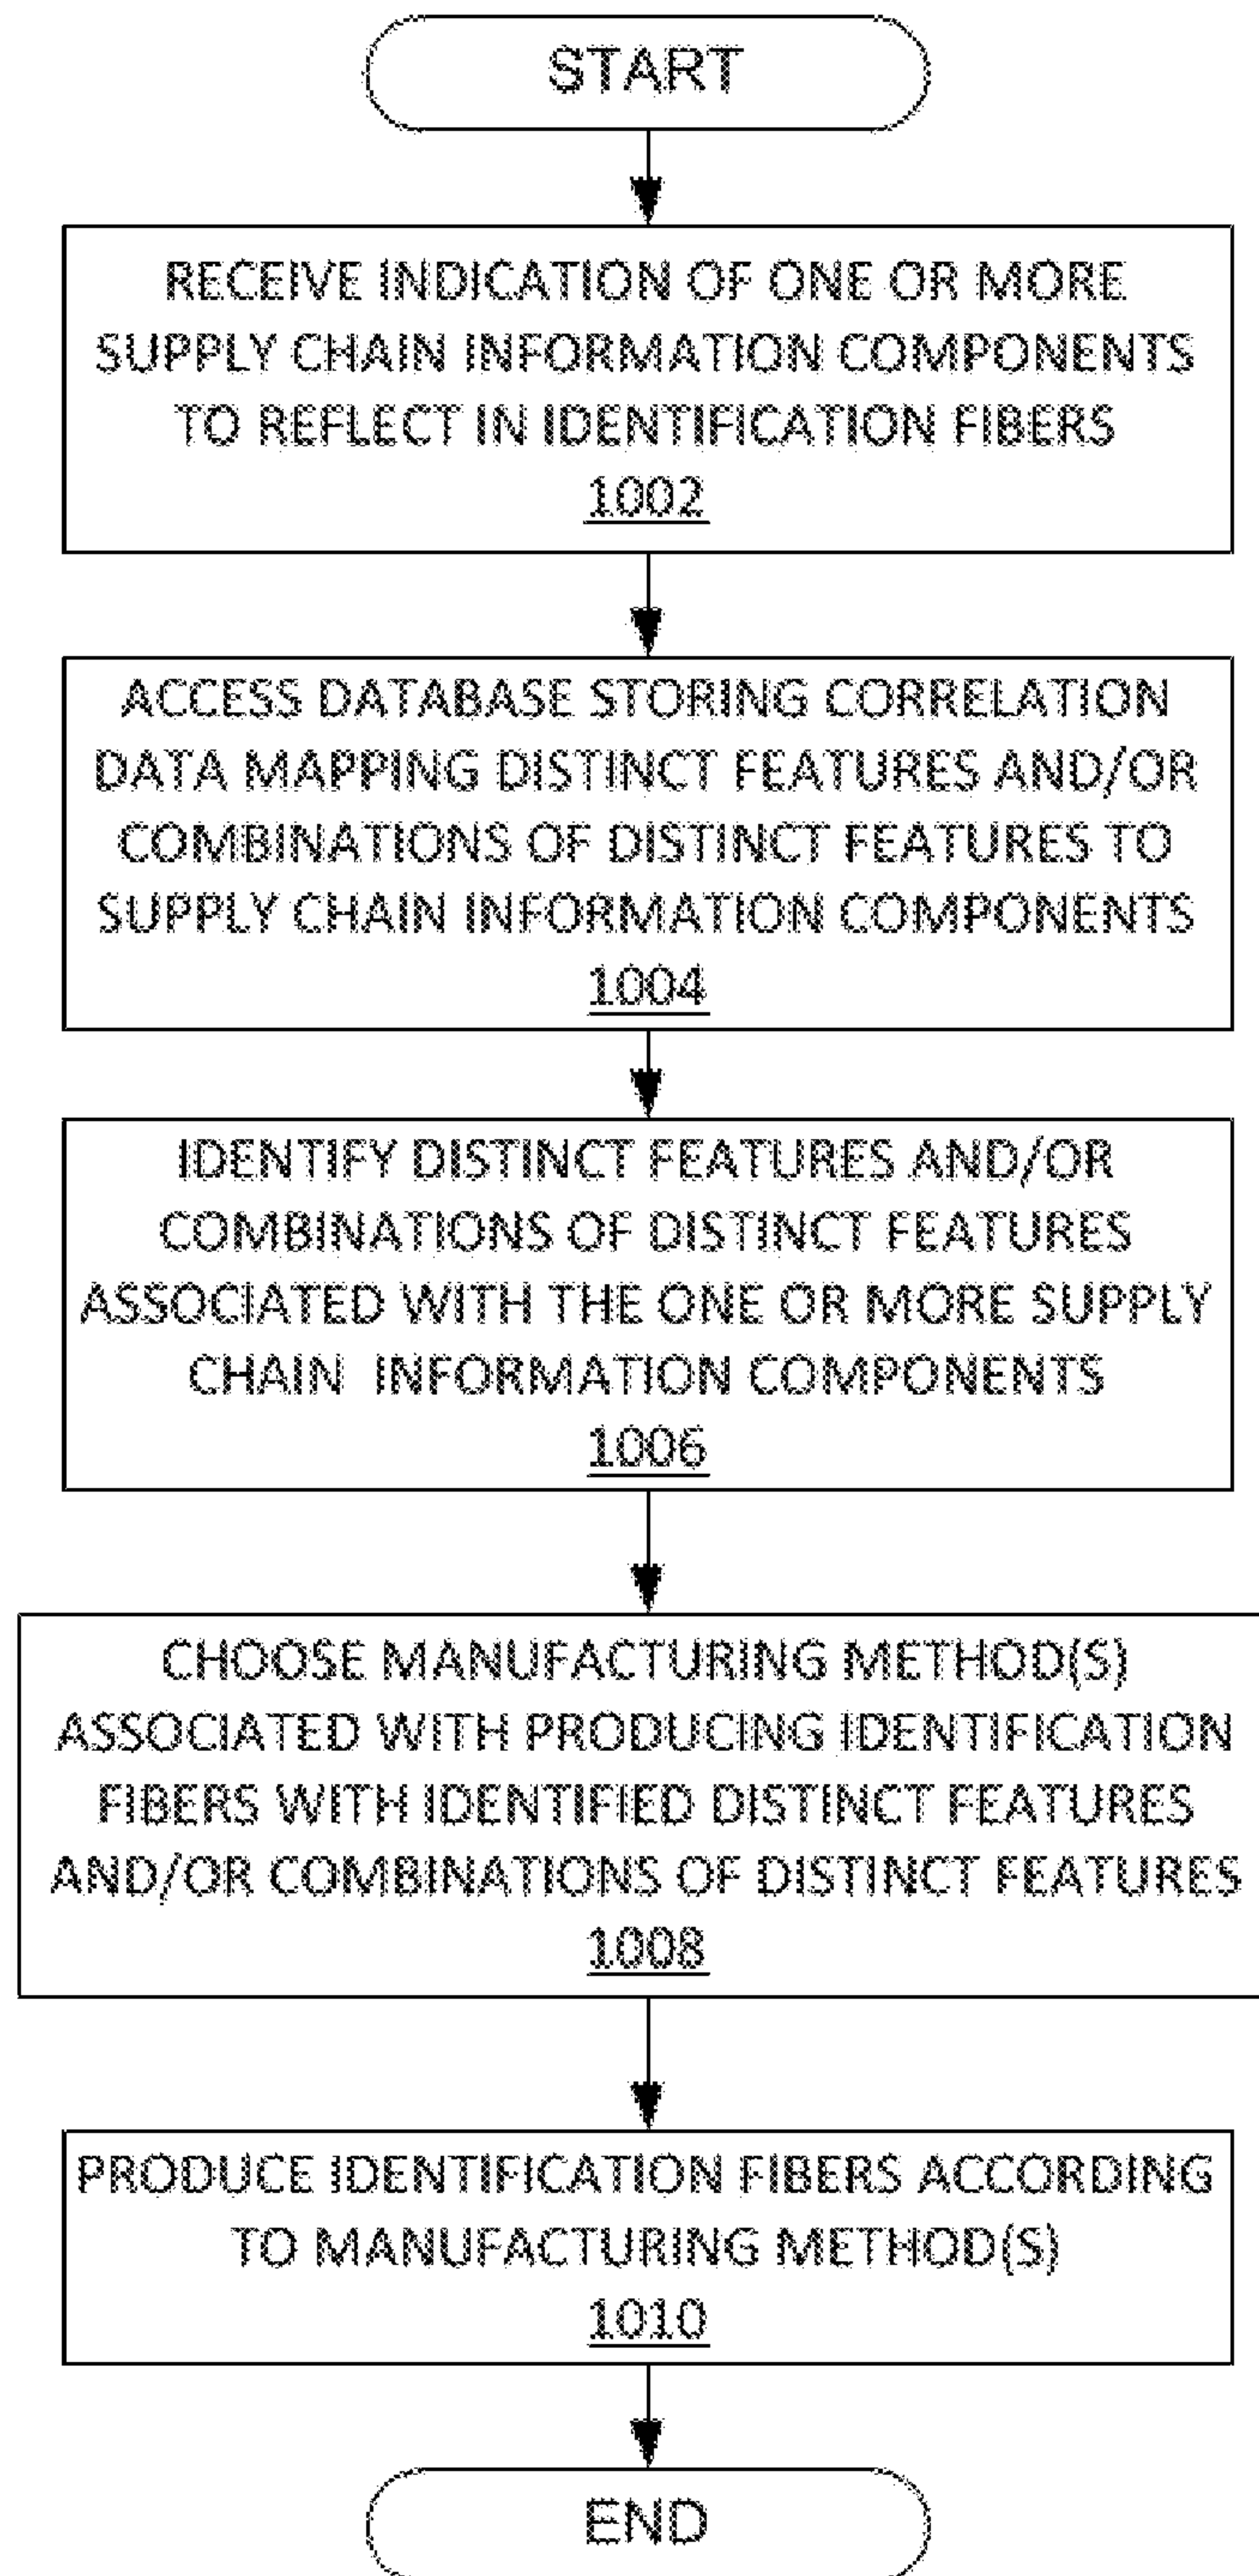 START
RECEIVE INDICATION OF ONE OR MORE
SUPPLY CHAIN INFORMATION COMPONENTS
TO REFLECT IN IDENTIFICATION FIBERS
1002
ACCESS DATABASE STORING CORRELATION
DATA MAPPING DISTINCT FEATURES AND/OR
COMBINATIONS OF DISTINCT FEATURES TO
SUPPLY CHAIN INFORMATION COMPONENTS
1004
IDENTIFY DISTINCT FEATURES AND/OR
COMBINATIONS OF DISTINCT FEATURES
ASSOCIATED WITH THE ONE OR MORE SUPPLY
CHAIN INFORMATION COMPONENTS
1006
CHOOSE MANUFACTURING METHOD(S)
ASSOCIATED WITH PRODUCING IDENTIFICATION
FIBERS WITH IDENTIFIED DISTINCT FEATURES
AND/OR COMBINATIONS OF DISTINCT FEATURES
1008
PRODUCE IDENTIFICATION FIBERS ACCORDING
TO MANUFACTURING METHOD(S)
1010
END